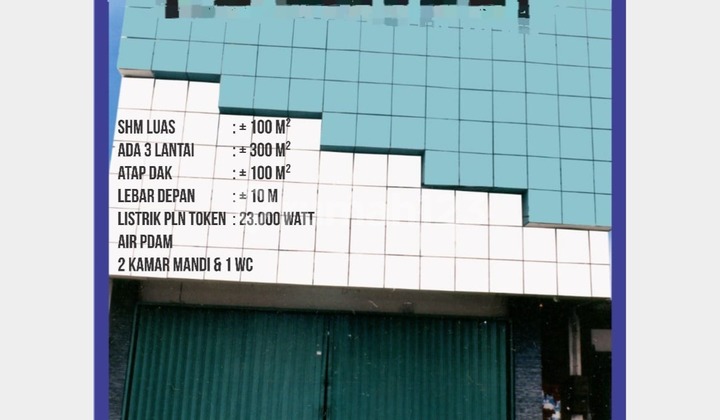 SHM LUAS : ± 100 M²
ADA 3 LANTAI : ± 300 M²
ATAP DAK : ± 100 M²
LEBAR DEPAN : ± 10 M
LISTRIK PLN TOKEN : 23.000 WATT
AIR PDAM
2 KAMAR MANDI & 1 WC